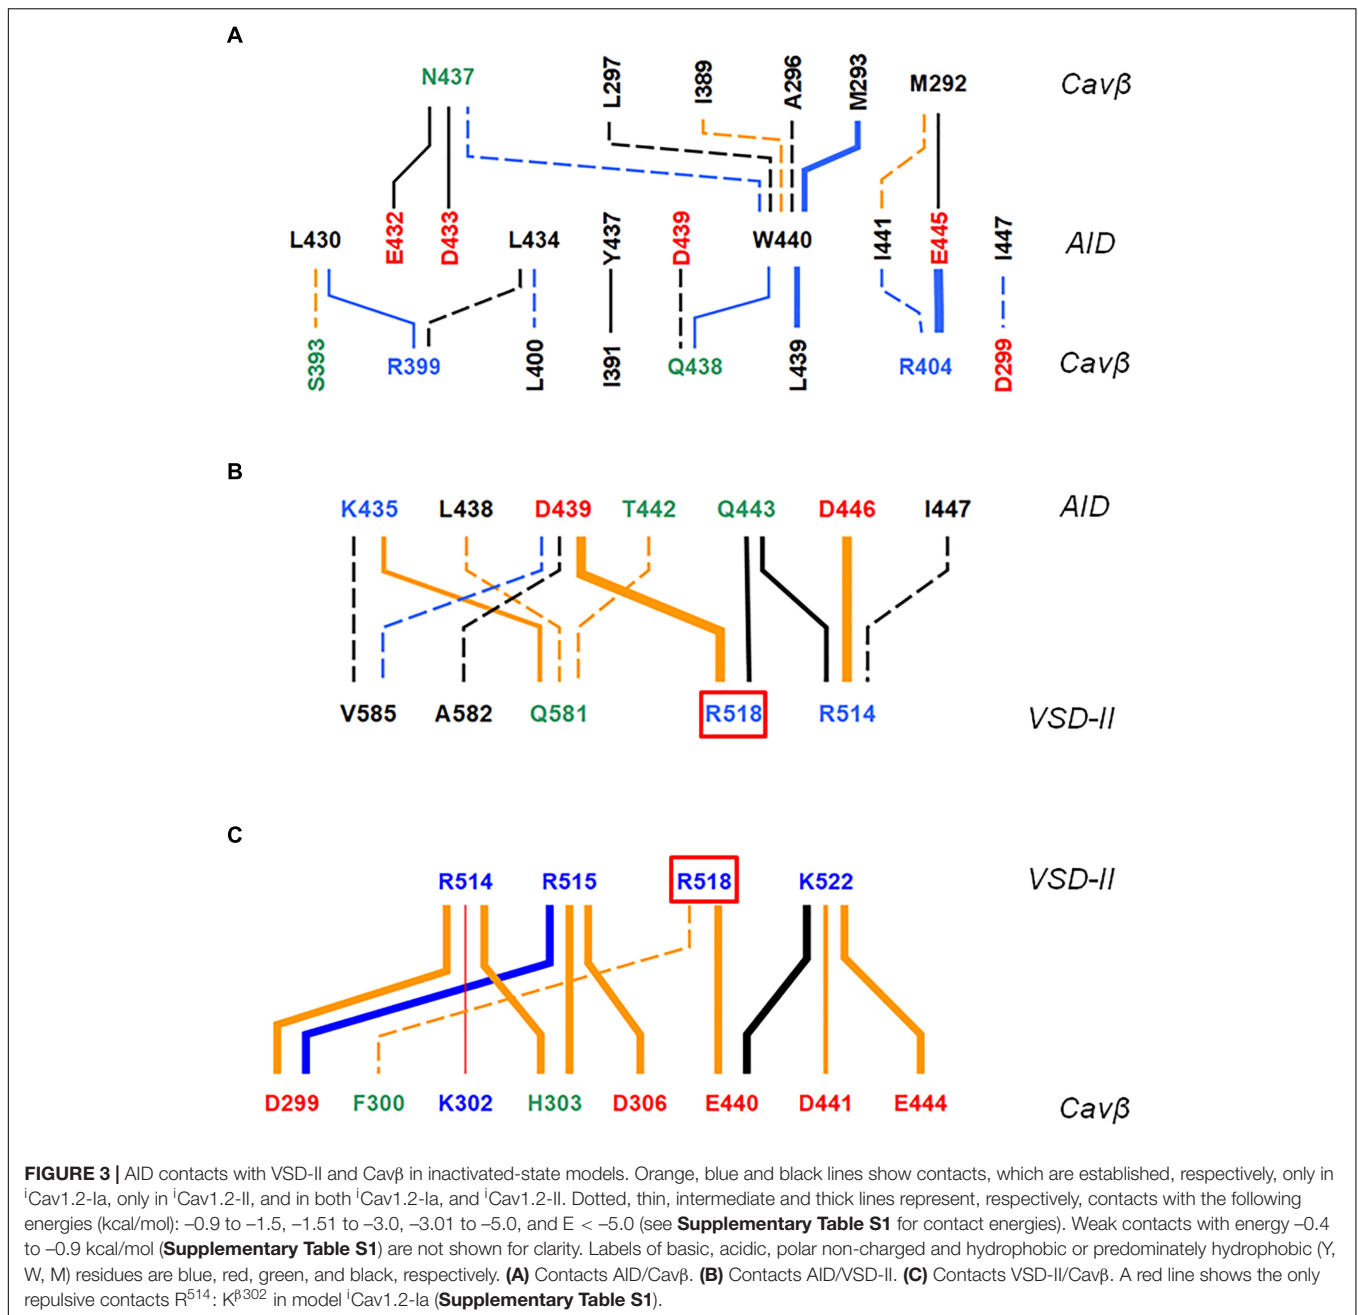 A
N437 L297 I389 A296 M293 M292 Cavβ
L430 E432 D433 L434 Y437 D439 W440 I441 E445 I447 AID
S393 R399 L400 I391 Q438 L439 R404 D299 Cavβ
B
K435 L438 D439 T442 Q443 D446 I447 AID
V585 A582 Q581 R518 R514 VSD-II
C
R514 R515 R518 K522 VSD-II
D299 F300 K302 H303 D306 E440 D441 E444 Cavβ
FIGURE 3 | AID contacts with VSD-II and Cavβ in inactivated-state models. Orange, blue and black lines show contacts, which are established, respectively, only in
ⁱCav1.2-Ia, only in ⁱCav1.2-II, and in both ⁱCav1.2-Ia, and ⁱCav1.2-II. Dotted, thin, intermediate and thick lines represent, respectively, contacts with the following
energies (kcal/mol): –0.9 to –1.5, –1.51 to –3.0, –3.01 to –5.0, and E < –5.0 (see Supplementary Table S1 for contact energies). Weak contacts with energy –0.4
to –0.9 kcal/mol (Supplementary Table S1) are not shown for clarity. Labels of basic, acidic, polar non-charged and hydrophobic or predominately hydrophobic (Y,
W, M) residues are blue, red, green, and black, respectively. (A) Contacts AID/Cavβ. (B) Contacts AID/VSD-II. (C) Contacts VSD-II/Cavβ. A red line shows the only
repulsive contacts R⁵¹⁴: Kᵝ³⁰² in model ⁱCav1.2-Ia (Supplementary Table S1).